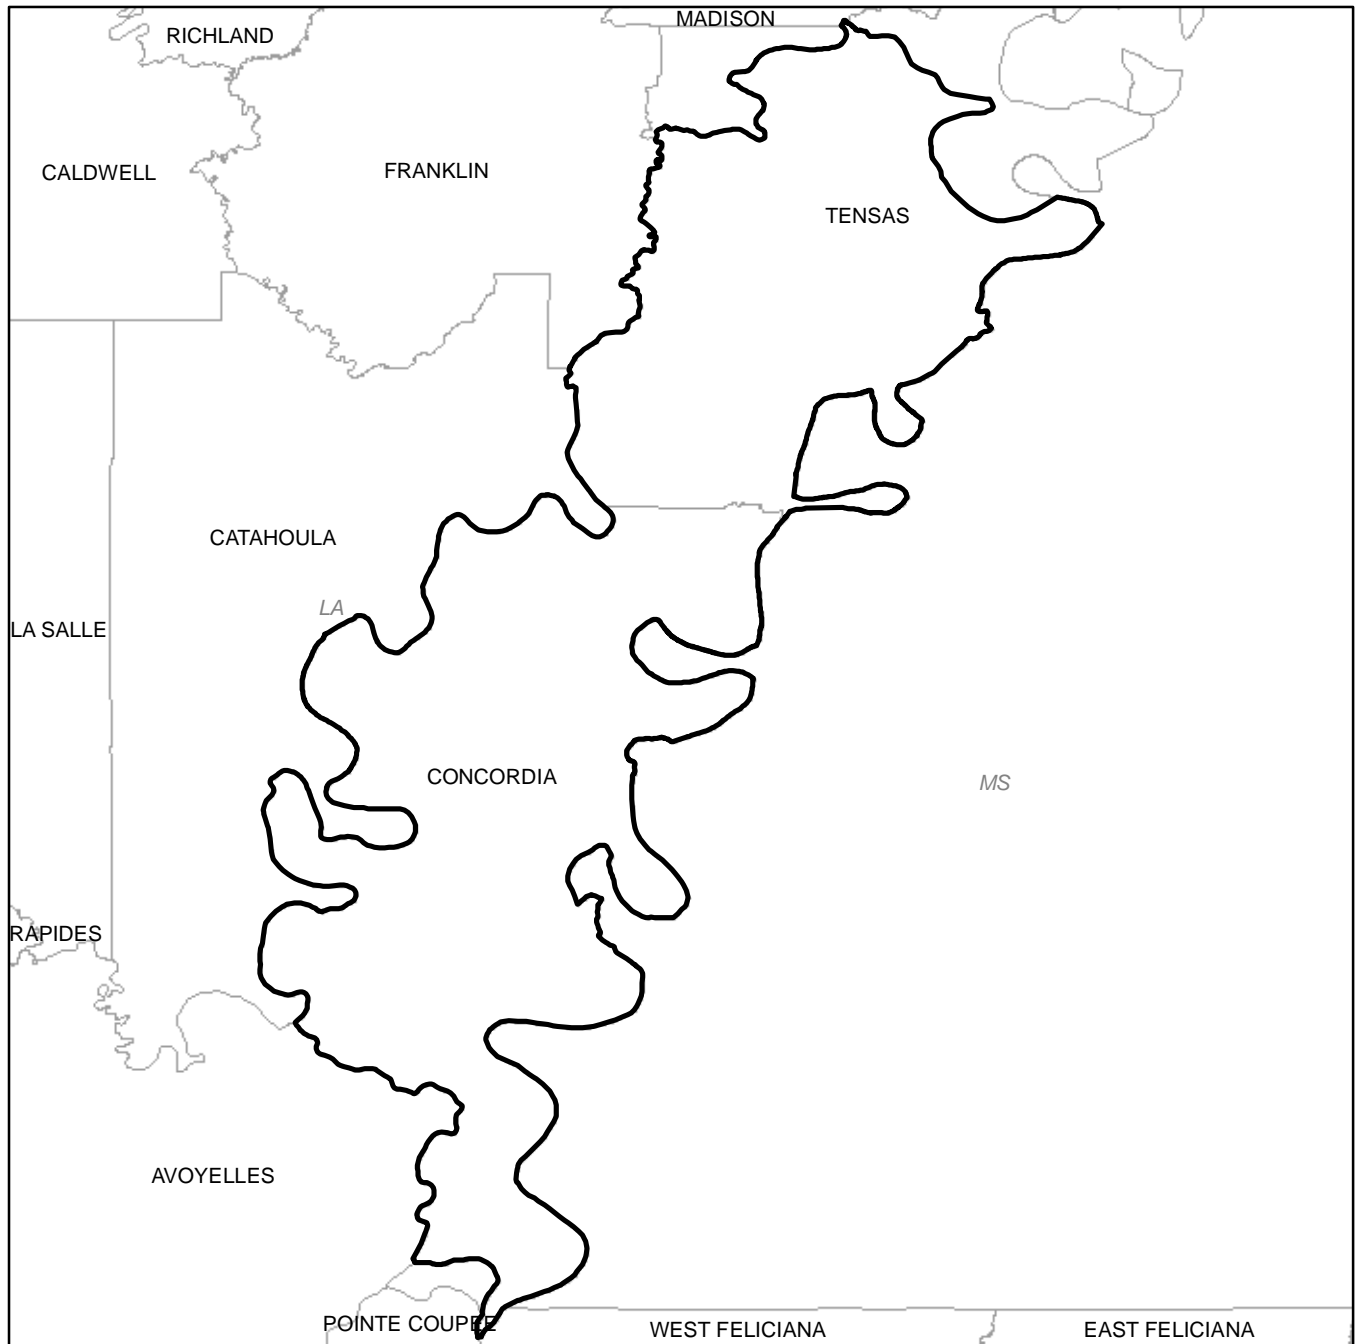 MADISON
RICHLAND
CALDWELL
FRANKLIN
TENSAS
CATAHOULA
LA
LA SALLE
CONCORDIA
MS
RAPIDES
AVOYELLES
POINTE COUPEE
WEST FELICIANA
EAST FELICIANA